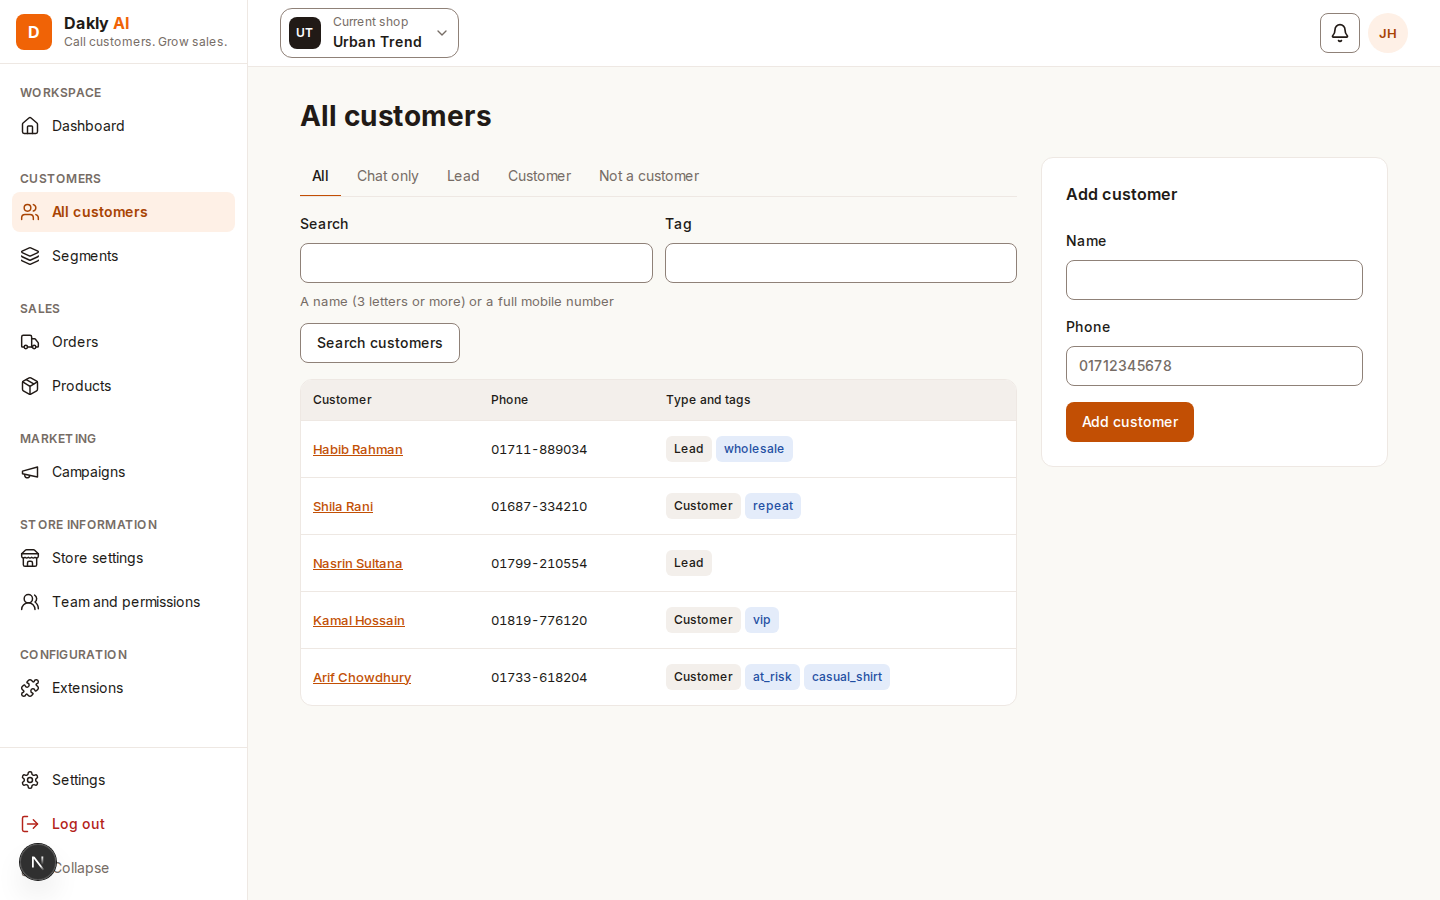 D
Dakly AI
Call customers. Grow sales.
WORKSPACE
Dashboard
CUSTOMERS
All customers
Segments
SALES
Orders
Products
MARKETING
Campaigns
STORE INFORMATION
Store settings
Team and permissions
CONFIGURATION
Extensions
Settings
Log out
N
Collapse
UT
Current shop
Urban Trend
JH
All customers
All Chat only Lead Customer Not a customer
Search Tag
A name (3 letters or more) or a full mobile number
Search customers
Customer Phone Type and tags
Habib Rahman 01711-889034 Lead wholesale
Shila Rani 01687-334210 Customer repeat
Nasrin Sultana 01799-210554 Lead
Kamal Hossain 01819-776120 Customer vip
Arif Chowdhury 01733-618204 Customer at_risk casual_shirt
Add customer
Name
Phone
01712345678
Add customer